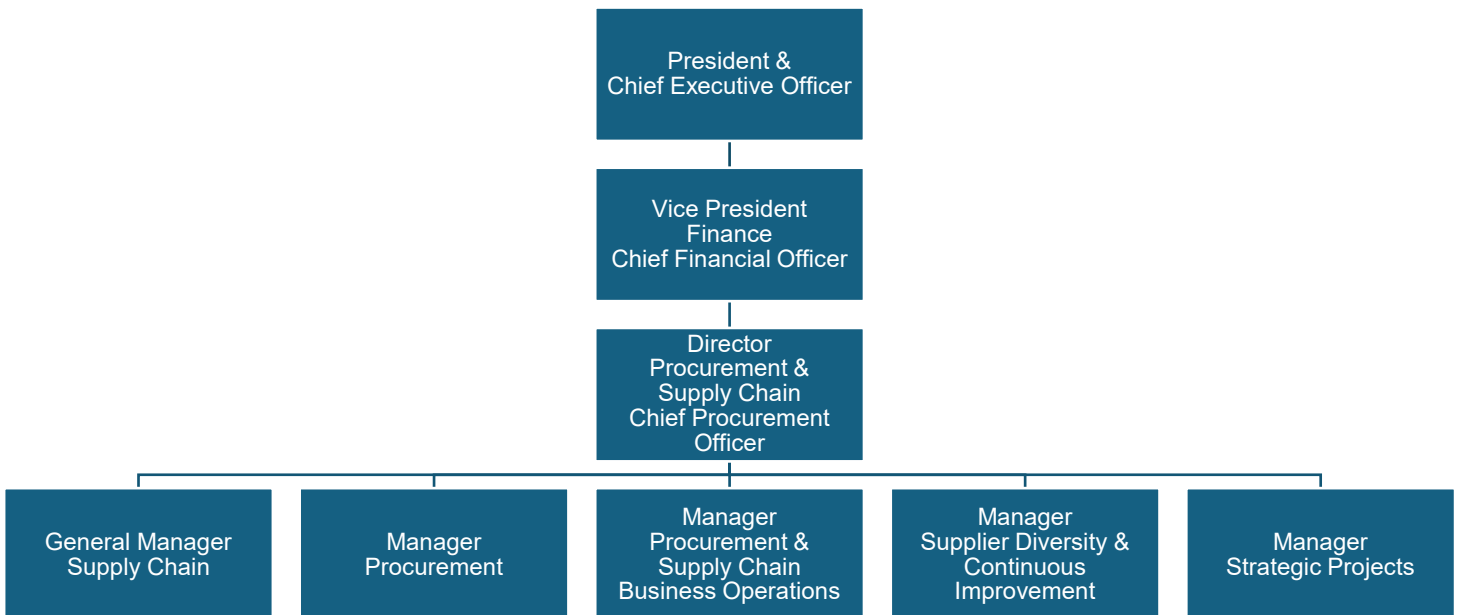 President &
Chief Executive Officer
Vice President
Finance
Chief Financial Officer
Director
Procurement &
Supply Chain
Chief Procurement
Officer
General Manager
Supply Chain
Manager
Procurement
Manager
Procurement &
Supply Chain
Business Operations
Manager
Supplier Diversity &
Continuous
Improvement
Manager
Strategic Projects